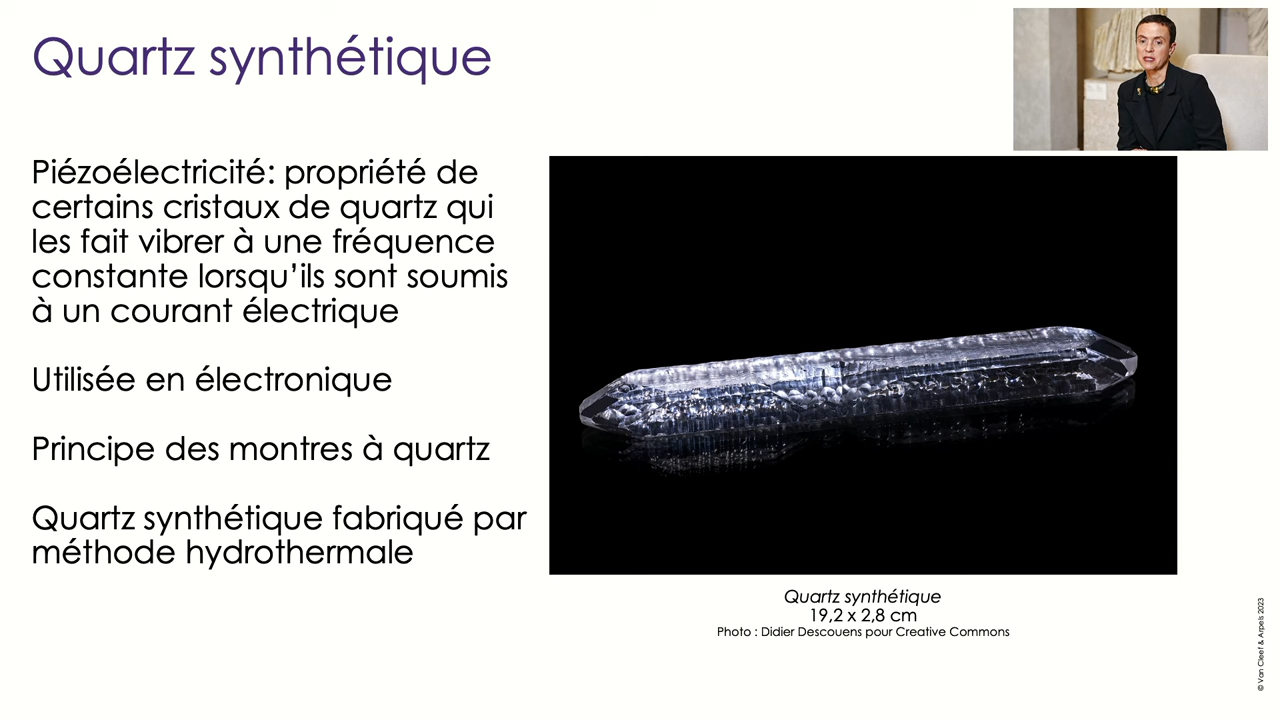 Quartz synthétique
Piézoélectricité: propriété de
certains cristaux de quartz qui
les fait vibrer à une fréquence
constante lorsqu’ils sont soumis
à un courant électrique
Utilisée en électronique
Principe des montres à quartz
Quartz synthétique fabriqué par
méthode hydrothermale
Quartz synthétique
19,2 x 2,8 cm
Photo : Didier Descouens pour Creative Commons
© Van Cleef & Arpels 2023